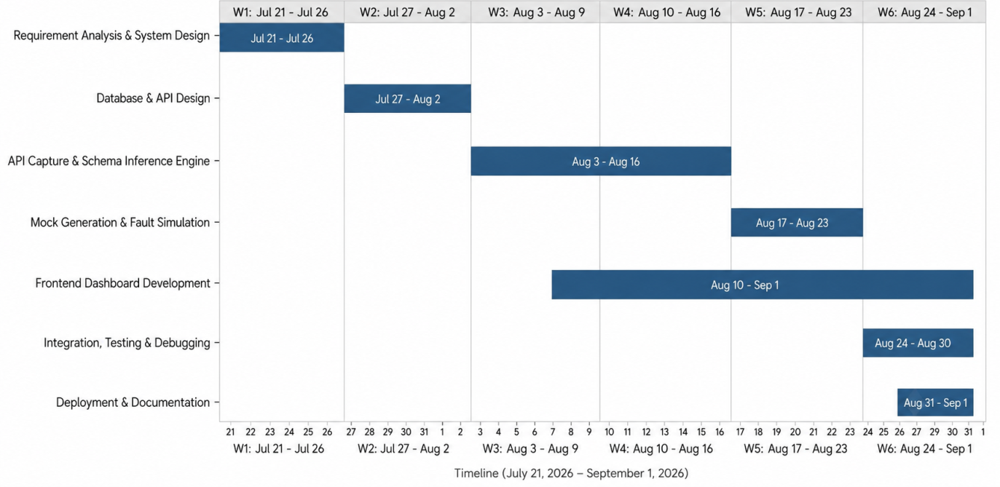 W1: Jul 21 - Jul 26 W2: Jul 27 - Aug 2 W3: Aug 3 - Aug 9 W4: Aug 10 - Aug 16 W5: Aug 17 - Aug 23 W6: Aug 24 - Sep 1
Requirement Analysis & System Design Jul 21 - Jul 26
Database & API Design Jul 27 - Aug 2
API Capture & Schema Inference Engine Aug 3 - Aug 16
Mock Generation & Fault Simulation Aug 17 - Aug 23
Frontend Dashboard Development Aug 10 - Sep 1
Integration, Testing & Debugging Aug 24 - Aug 30
Deployment & Documentation Aug 31 - Sep 1
21 22 23 24 25 26 27 28 29 30 31 1 2 3 4 5 6 7 8 9 10 11 12 13 14 15 16 17 18 19 20 21 22 23 24 25 26 27 29 30 31 1
W1: Jul 21 - Jul 26 W2: Jul 27 - Aug 2 W3: Aug 3 - Aug 9 W4: Aug 10 - Aug 16 W5: Aug 17 - Aug 23 W6: Aug 24 - Sep 1
Timeline (July 21, 2026 – September 1, 2026)